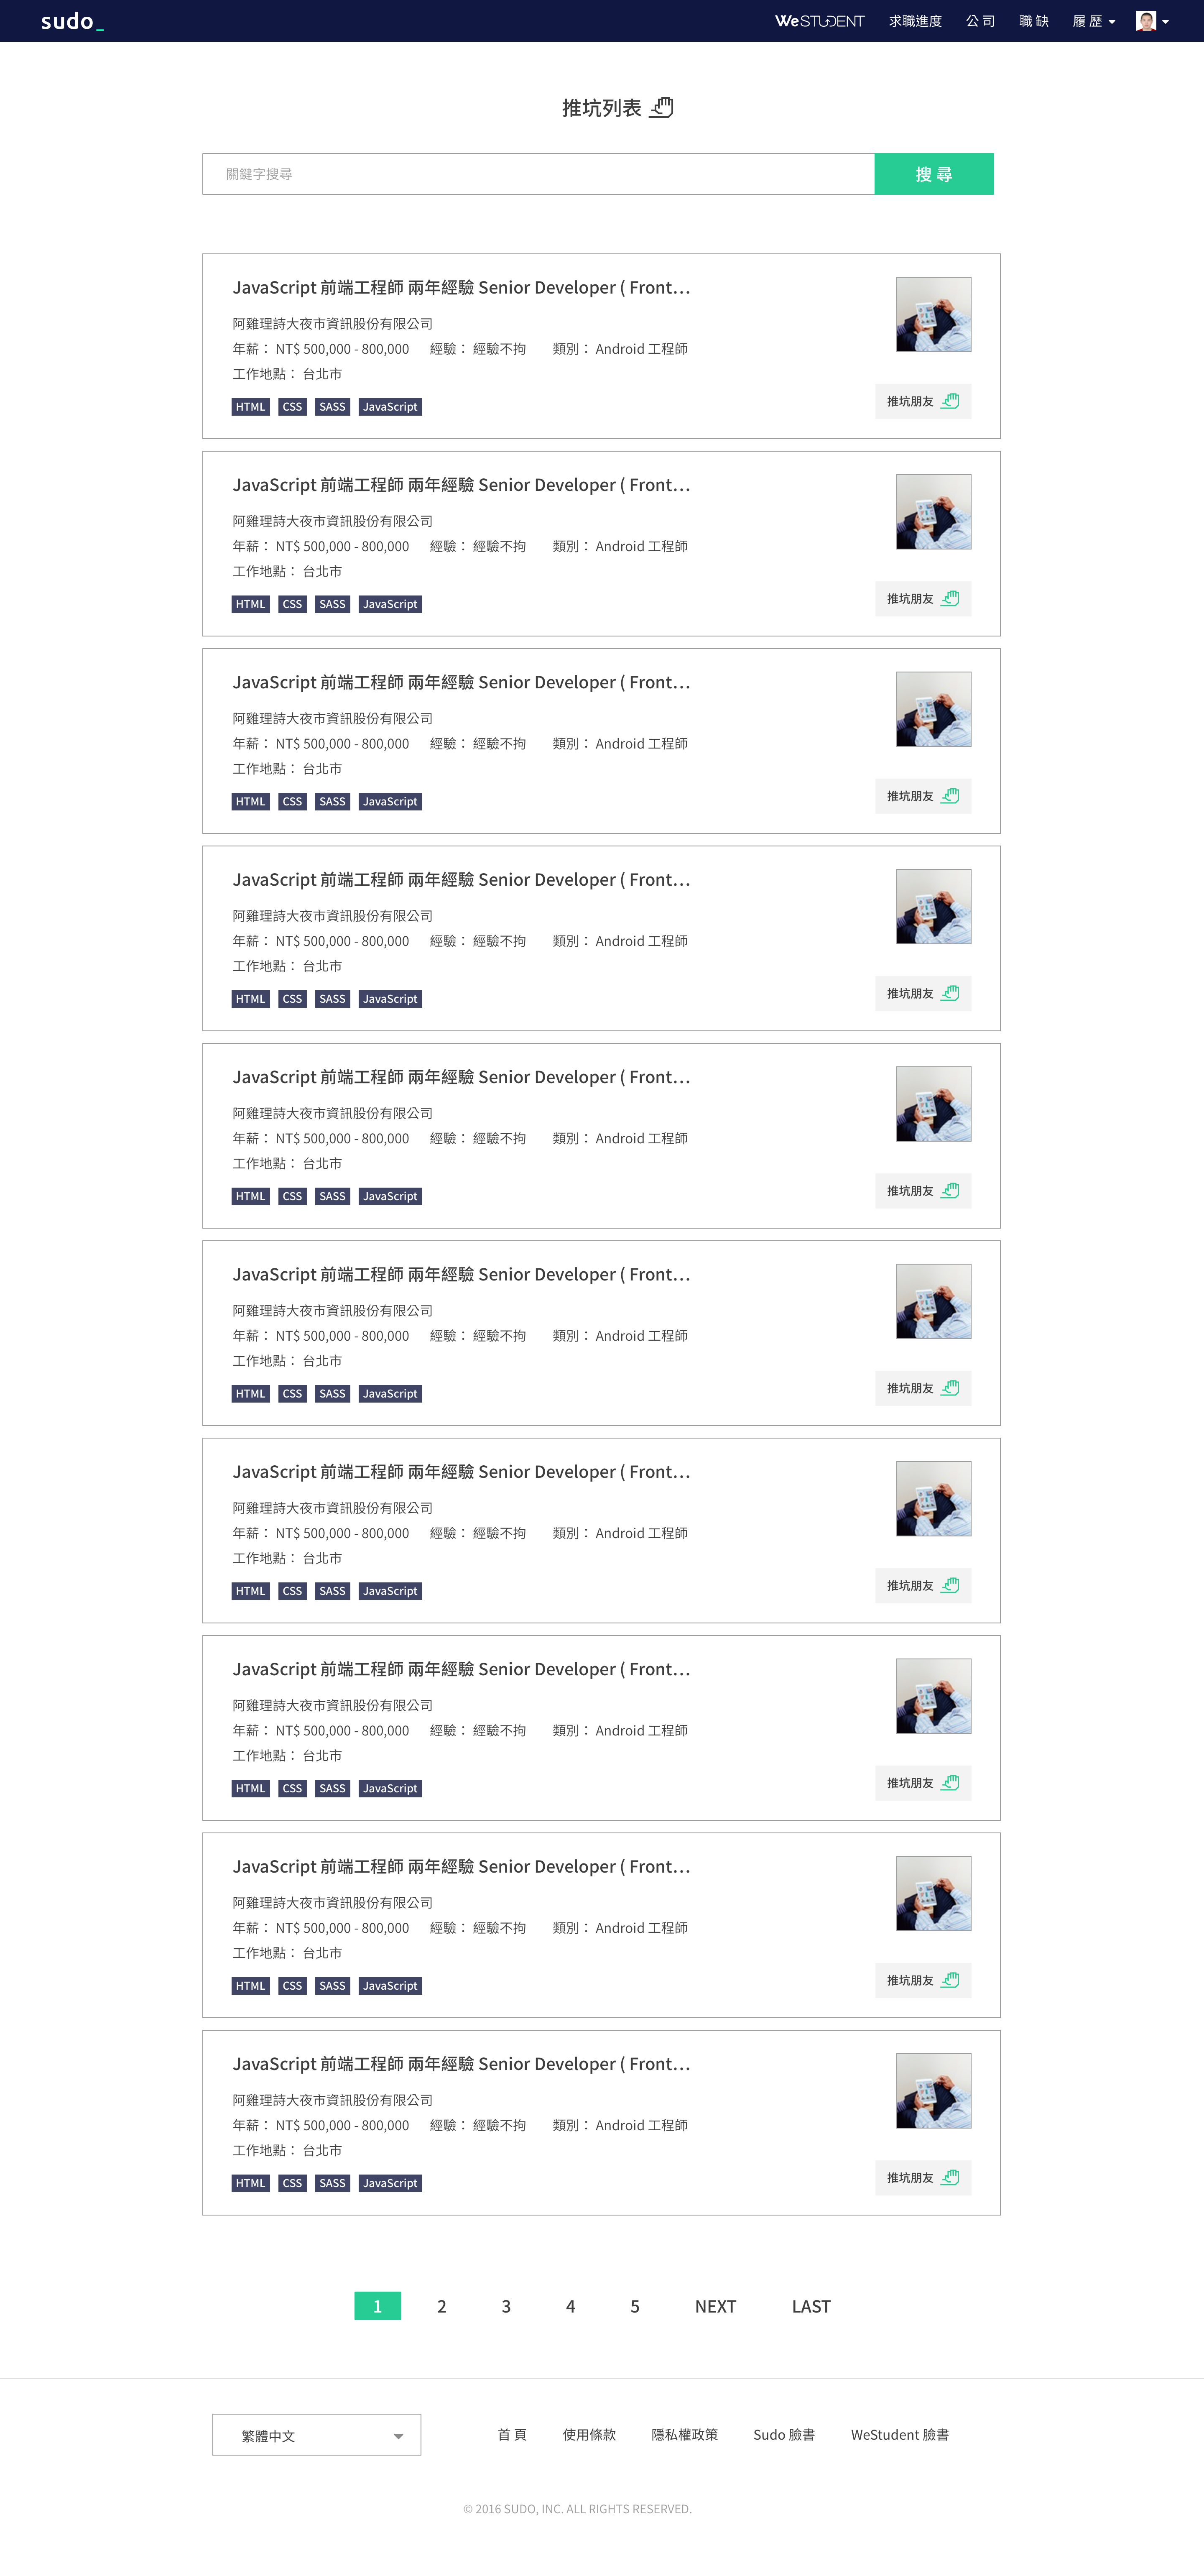 sudo_
WeSTUDENT 求職進度 公 司 職 缺 履 歷
推坑列表
關鍵字搜尋 搜 尋
JavaScript 前端工程師 兩年經驗 Senior Developer ( Front...
阿雞理詩大夜市資訊股份有限公司
年薪： NT$ 500,000 - 800,000 經驗： 經驗不拘 類別： Android 工程師
工作地點： 台北市
推坑朋友
HTML CSS SASS JavaScript
JavaScript 前端工程師 兩年經驗 Senior Developer ( Front...
阿雞理詩大夜市資訊股份有限公司
年薪： NT$ 500,000 - 800,000 經驗： 經驗不拘 類別： Android 工程師
工作地點： 台北市
推坑朋友
HTML CSS SASS JavaScript
JavaScript 前端工程師 兩年經驗 Senior Developer ( Front...
阿雞理詩大夜市資訊股份有限公司
年薪： NT$ 500,000 - 800,000 經驗： 經驗不拘 類別： Android 工程師
工作地點： 台北市
推坑朋友
HTML CSS SASS JavaScript
JavaScript 前端工程師 兩年經驗 Senior Developer ( Front...
阿雞理詩大夜市資訊股份有限公司
年薪： NT$ 500,000 - 800,000 經驗： 經驗不拘 類別： Android 工程師
工作地點： 台北市
推坑朋友
HTML CSS SASS JavaScript
JavaScript 前端工程師 兩年經驗 Senior Developer ( Front...
阿雞理詩大夜市資訊股份有限公司
年薪： NT$ 500,000 - 800,000 經驗： 經驗不拘 類別： Android 工程師
工作地點： 台北市
推坑朋友
HTML CSS SASS JavaScript
JavaScript 前端工程師 兩年經驗 Senior Developer ( Front...
阿雞理詩大夜市資訊股份有限公司
年薪： NT$ 500,000 - 800,000 經驗： 經驗不拘 類別： Android 工程師
工作地點： 台北市
推坑朋友
HTML CSS SASS JavaScript
JavaScript 前端工程師 兩年經驗 Senior Developer ( Front...
阿雞理詩大夜市資訊股份有限公司
年薪： NT$ 500,000 - 800,000 經驗： 經驗不拘 類別： Android 工程師
工作地點： 台北市
推坑朋友
HTML CSS SASS JavaScript
JavaScript 前端工程師 兩年經驗 Senior Developer ( Front...
阿雞理詩大夜市資訊股份有限公司
年薪： NT$ 500,000 - 800,000 經驗： 經驗不拘 類別： Android 工程師
工作地點： 台北市
推坑朋友
HTML CSS SASS JavaScript
JavaScript 前端工程師 兩年經驗 Senior Developer ( Front...
阿雞理詩大夜市資訊股份有限公司
年薪： NT$ 500,000 - 800,000 經驗： 經驗不拘 類別： Android 工程師
工作地點： 台北市
推坑朋友
HTML CSS SASS JavaScript
JavaScript 前端工程師 兩年經驗 Senior Developer ( Front...
阿雞理詩大夜市資訊股份有限公司
年薪： NT$ 500,000 - 800,000 經驗： 經驗不拘 類別： Android 工程師
工作地點： 台北市
推坑朋友
HTML CSS SASS JavaScript
1 2 3 4 5 NEXT LAST
繁體中文 首 頁 使用條款 隱私權政策 Sudo 臉書 WeStudent 臉書
© 2016 SUDO, INC. ALL RIGHTS RESERVED.